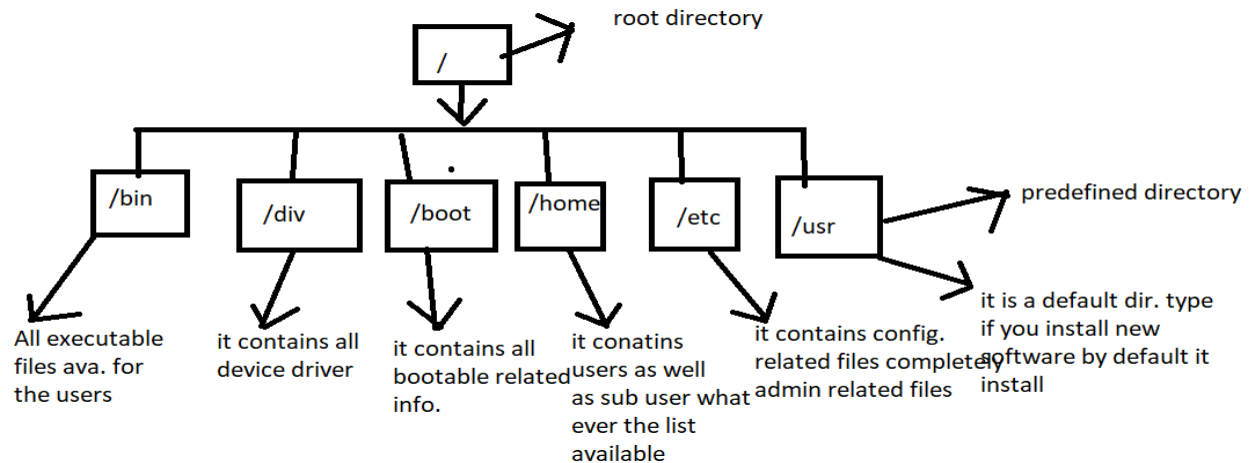 root directory
/
/bin
/div
/boot
/home
/etc
/usr
predefined directory
All executable
files ava. for
the users
it contains all
device driver
it contains all
bootable related
info.
it conatins
users as well
as sub user what
ever the list
available
it contains config.
related files completely
admin related files
it is a default dir. type
if you install new
software by default it
install